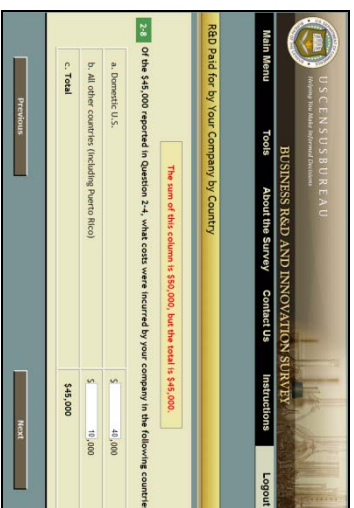 USCENSUSBUREAU
Helping You Make Informed Decisions
BUSINESS R&D AND INNOVATION SURVEY
Main Menu Tools About the Survey Contact Us Instructions Logout
R&D Paid for by Your Company by Country
The sum of this column is $50,000, but the total is $45,000.
2-8 Of the $45,000 reported in Question 2-4, what costs were incurred by your company in the following countrie
a. Domestic U.S. $ 40,000
b. All other countries (including Puerto Rico) $ 10,000
c. Total $45,000
Previous Next